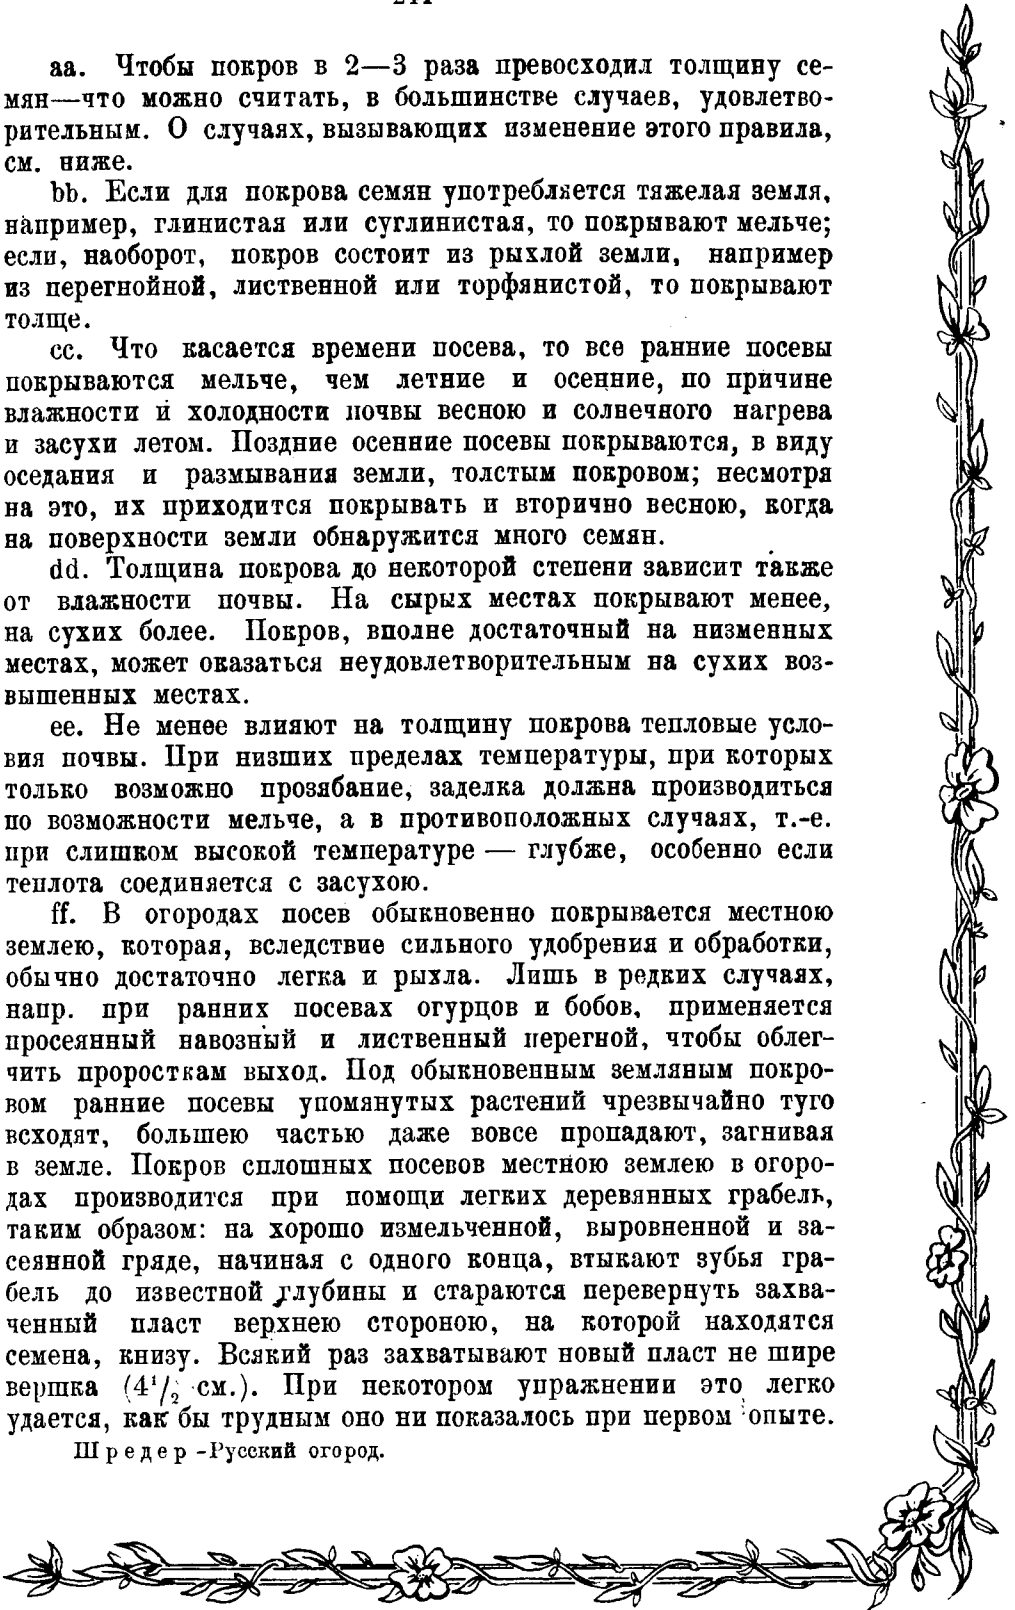 aa. Чтобы покров в 2—3 раза превосходил толщину се-
мян—что можно считать, в большинстве случаев, удовлетво-
рительным. О случаях, вызывающих изменение этого правила,
см. ниже.
bb. Если для покрова семян употребляется тяжелая земля,
например, глинистая или суглинистая, то покрывают мельче;
если, наоборот, покров состоит из рыхлой земли, например
из перегнойной, лиственной или торфянистой, то покрывают
толще.
cc. Что касается времени посева, то все ранние посевы
покрываются мельче, чем летние и осенние, по причине
влажности и холодности почвы весною и солнечного нагрева
и засухи летом. Поздние осенние посевы покрываются, в виду
оседания и размывания земли, толстым покровом; несмотря
на это, их приходится покрывать и вторично весною, когда
на поверхности земли обнаружится много семян.
dd. Толщина покрова до некоторой степени зависит также
от влажности почвы. На сырых местах покрывают менее,
на сухих более. Покров, вполне достаточный на низменных
местах, может оказаться неудовлетворительным на сухих воз-
вышенных местах.
ee. Не менее влияют на толщину покрова тепловые усло-
вия почвы. При низших пределах температуры, при которых
только возможно прозябание, заделка должна производиться
по возможности мельче, а в противоположных случаях, т.-е.
при слишком высокой температуре — глубже, особенно если
теплота соединяется с засухою.
ff. В огородах посев обыкновенно покрывается местною
землею, которая, вследствие сильного удобрения и обработки,
обычно достаточно легка и рыхла. Лишь в редких случаях,
напр. при ранних посевах огурцов и бобов, применяется
просеянный навозный и лиственный перегной, чтобы облег-
чить проросткам выход. Под обыкновенным земляным покро-
вом ранние посевы упомянутых растений чрезвычайно туго
всходят, большею частью даже вовсе пропадают, загнивая
в земле. Покров сплошных посевов местною землею в огоро-
дах производится при помощи легких деревянных грабель,
таким образом: на хорошо измельченной, выровненной и за-
сеянной гряде, начиная с одного конца, втыкают зубья гра-
бель до известной глубины и стараются перевернуть захва-
ченный пласт верхнею стороною, на которой находятся
семена, книзу. Всякий раз захватывают новый пласт не шире
вершка (4¹/₂ см.). При некотором упражнении это легко
удается, как бы трудным оно ни показалось при первом опыте.
Шредер -Русский огород.